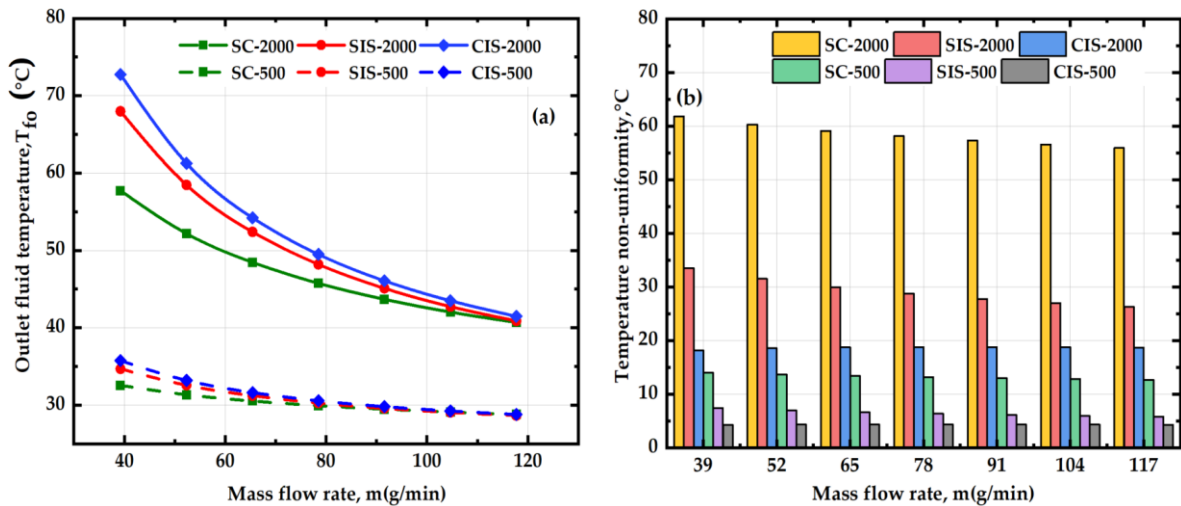 SC-2000 SIS-2000 CIS-2000
SC-500 SIS-500 CIS-500
(a)
80
70
60
50
40
30
Outlet fluid temperature,Tfo (°C)
40 60 80 100 120
Mass flow rate, m(g/min)
SC-2000 SIS-2000 CIS-2000
SC-500 SIS-500 CIS-500
(b)
80
70
60
50
40
30
20
10
0
Temperature non-uniformity,°C
39 52 65 78 91 104 117
Mass flow rate, m(g/min)